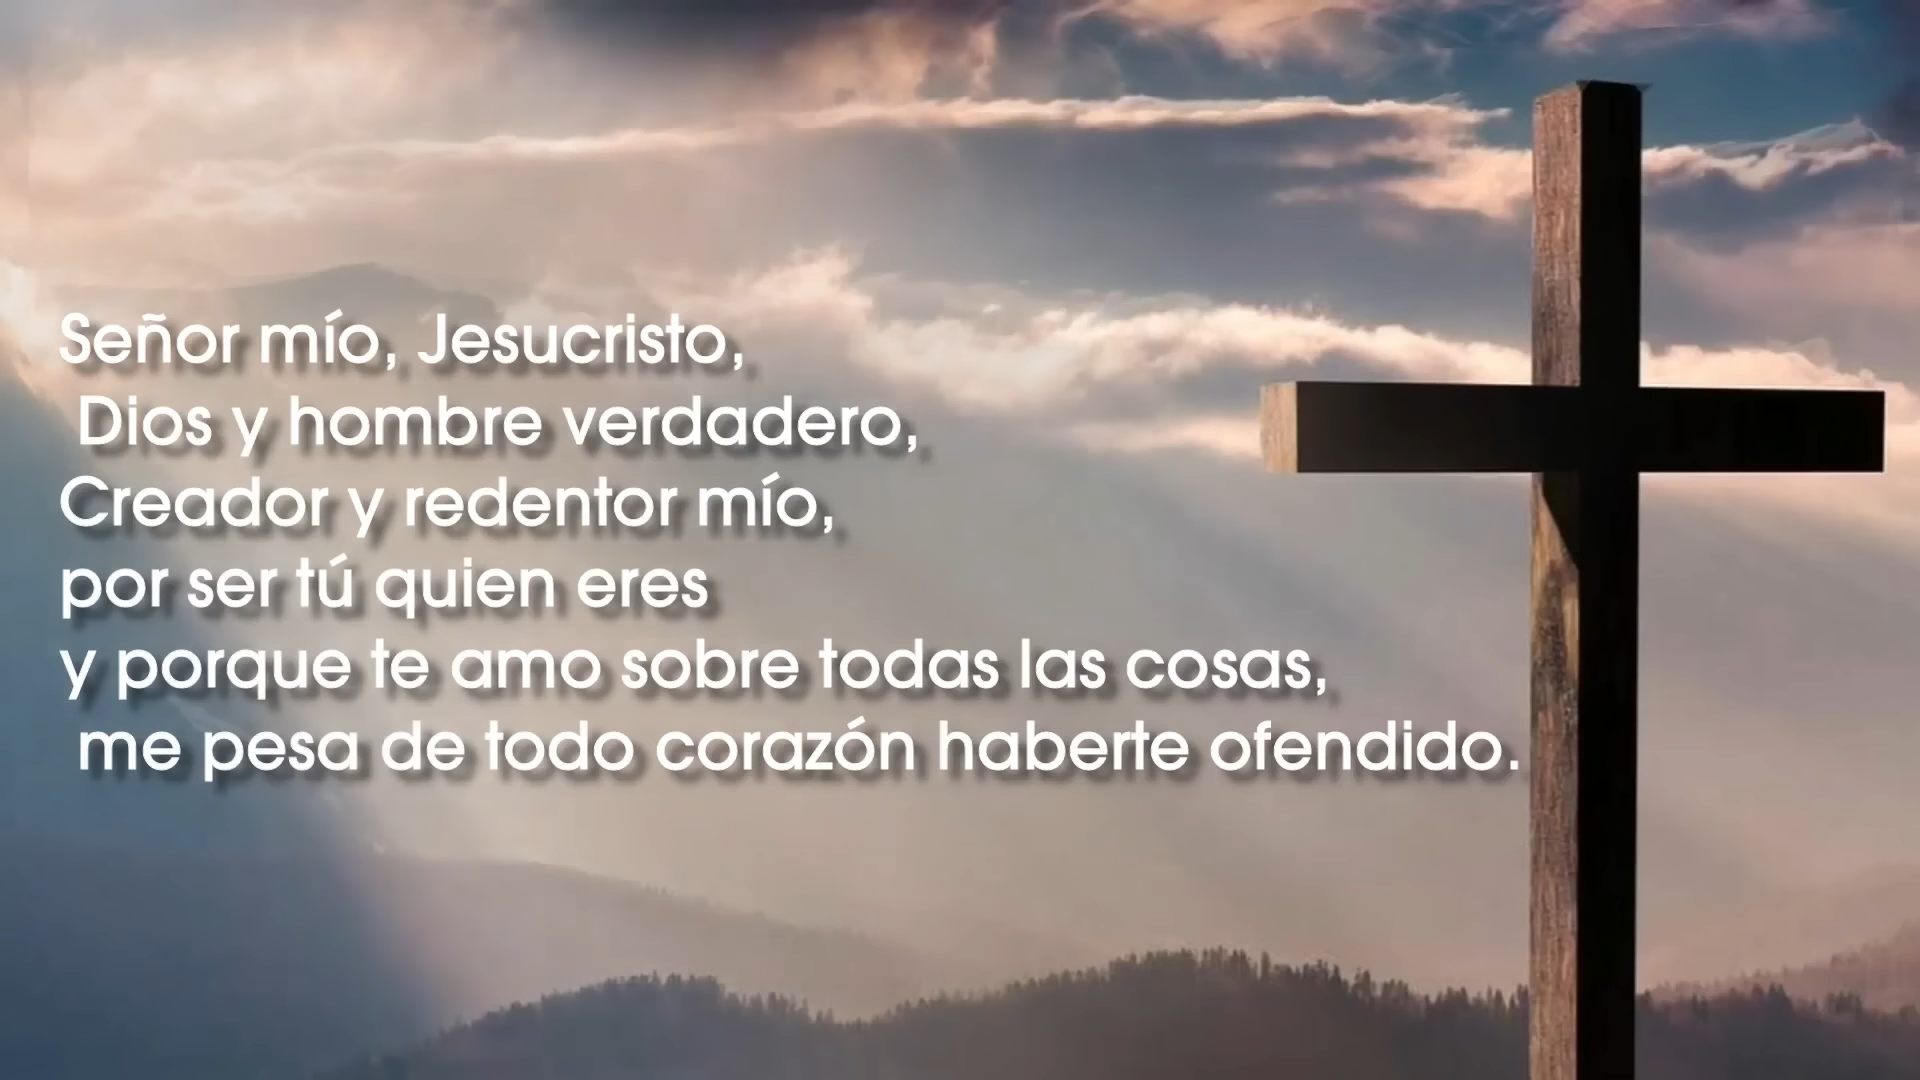 Señor mío, Jesucristo,
Dios y hombre verdadero,
Creador y redentor mío,
por ser tú quien eres
y porque te amo sobre todas las cosas,
me pesa de todo corazón haberte ofendido.